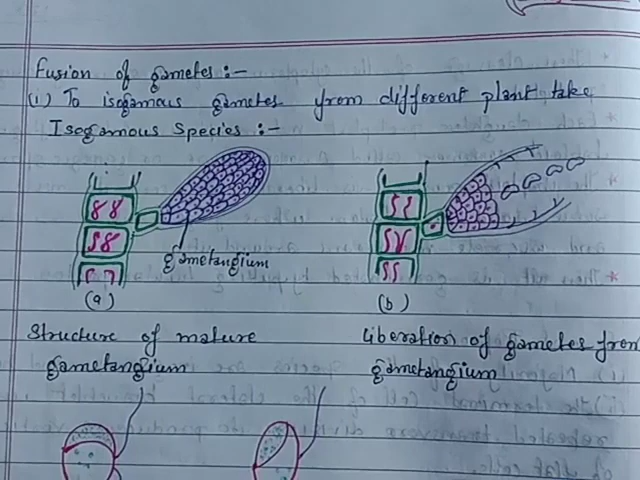 Fusion of gametes :-
(i) To isogamous gametes from different plant take
Isogamous Species :-
gametangium
(a)
(b)
Structure of mature
gametangium
Liberation of gametes from
gametangium